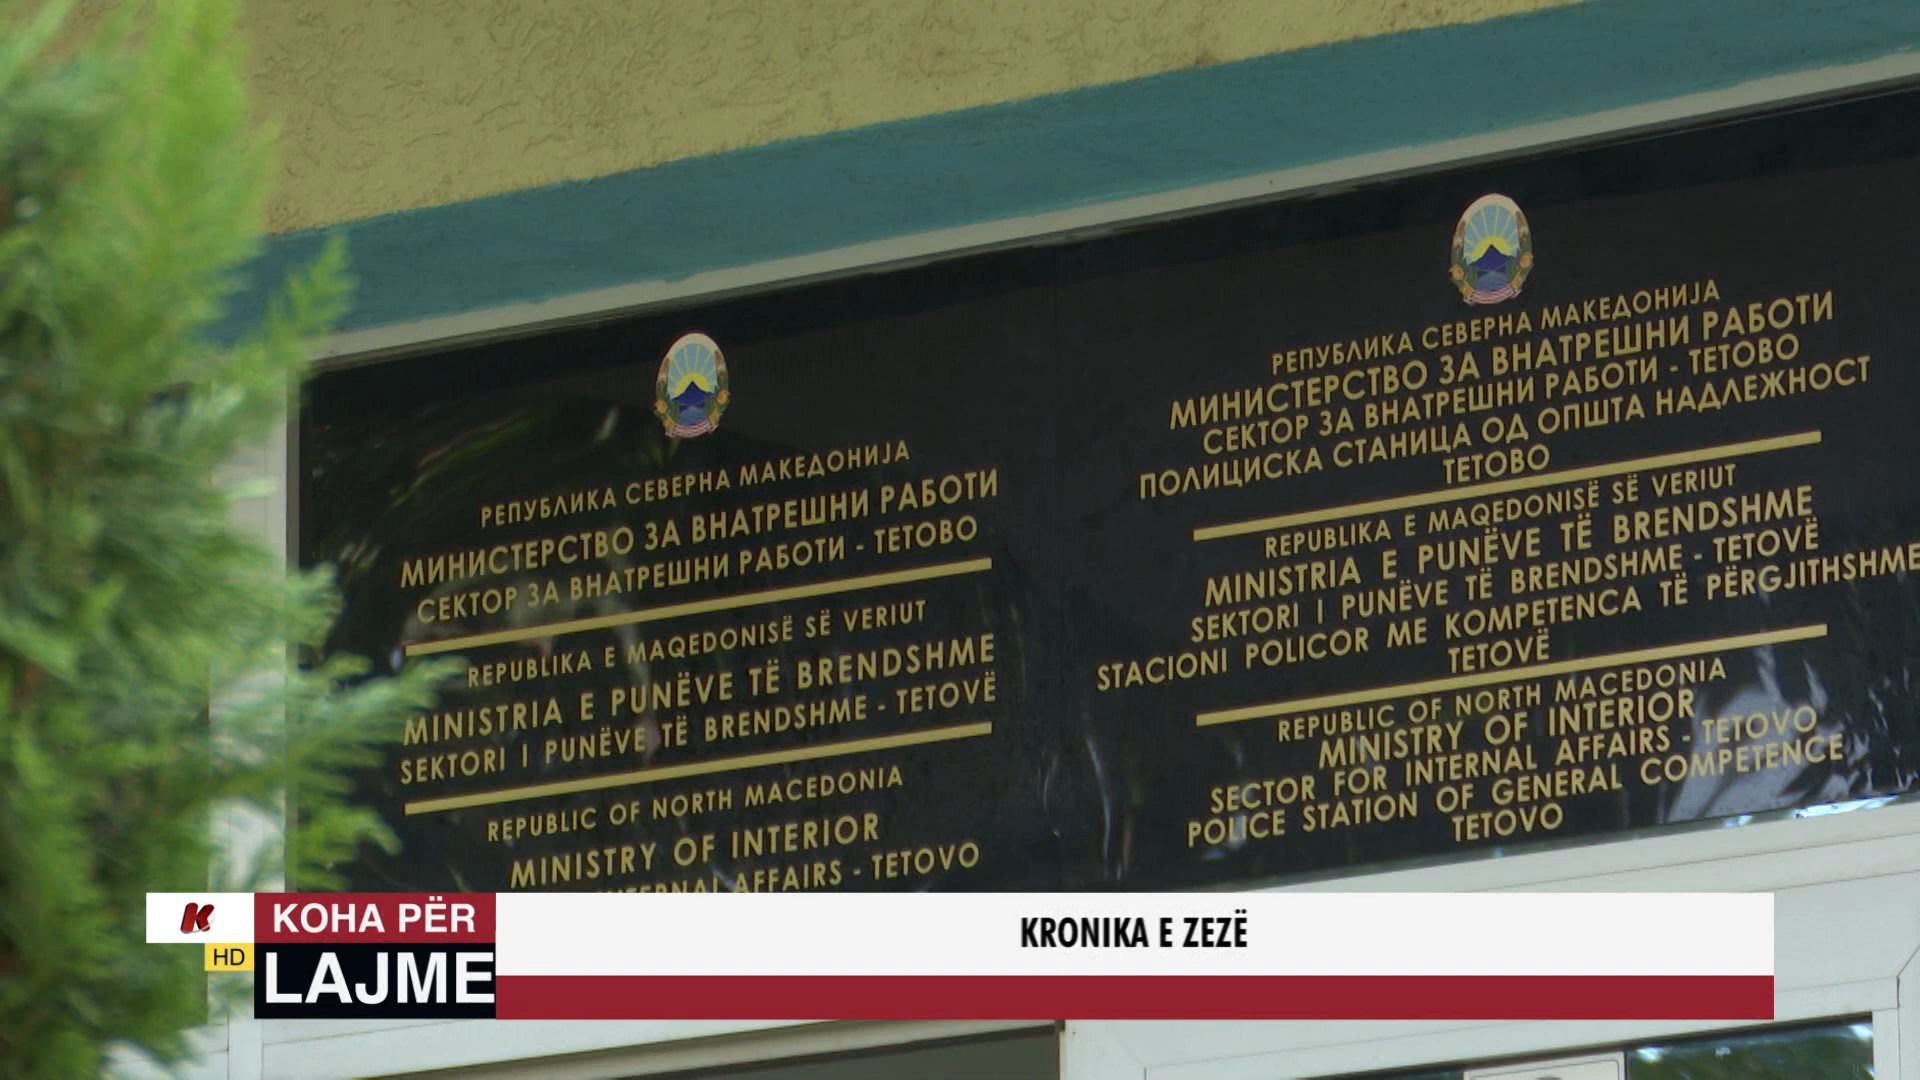 РЕПУБЛИКА СЕВЕРНА МАКЕДОНИЈА
МИНИСТЕРСТВО ЗА ВНАТРЕШНИ РАБОТИ
СЕКТОР ЗА ВНАТРЕШНИ РАБОТИ - ТЕТОВО
REPUBLIKA E MAQEDONISË SË VERIUT
MINISTRIA E PUNËVE TË BRENDSHME
SEKTORI I PUNËVE TË BRENDSHME - TETOVË
REPUBLIC OF NORTH MACEDONIA
MINISTRY OF INTERIOR
INTERNAL AFFAIRS - TETOVO
РЕПУБЛИКА СЕВЕРНА МАКЕДОНИЈА
МИНИСТЕРСТВО ЗА ВНАТРЕШНИ РАБОТИ
СЕКТОР ЗА ВНАТРЕШНИ РАБОТИ - ТЕТОВО
ПОЛИЦИСКА СТАНИЦА ОД ОПШТА НАДЛЕЖНОСТ
ТЕТОВО
REPUBLIKA E MAQEDONISË SË VERIUT
MINISTRIA E PUNËVE TË BRENDSHME
SEKTORI I PUNËVE TË BRENDSHME - TETOVË
STACIONI POLICOR ME KOMPETENCA TË PËRGJITHSHME
TETOVË
REPUBLIC OF NORTH MACEDONIA
MINISTRY OF INTERIOR
SECTOR FOR INTERNAL AFFAIRS - TETOVO
POLICE STATION OF GENERAL COMPETENCE
TETOVO
K
HD
KOHA PËR
LAJME
KRONIKA E ZEZË